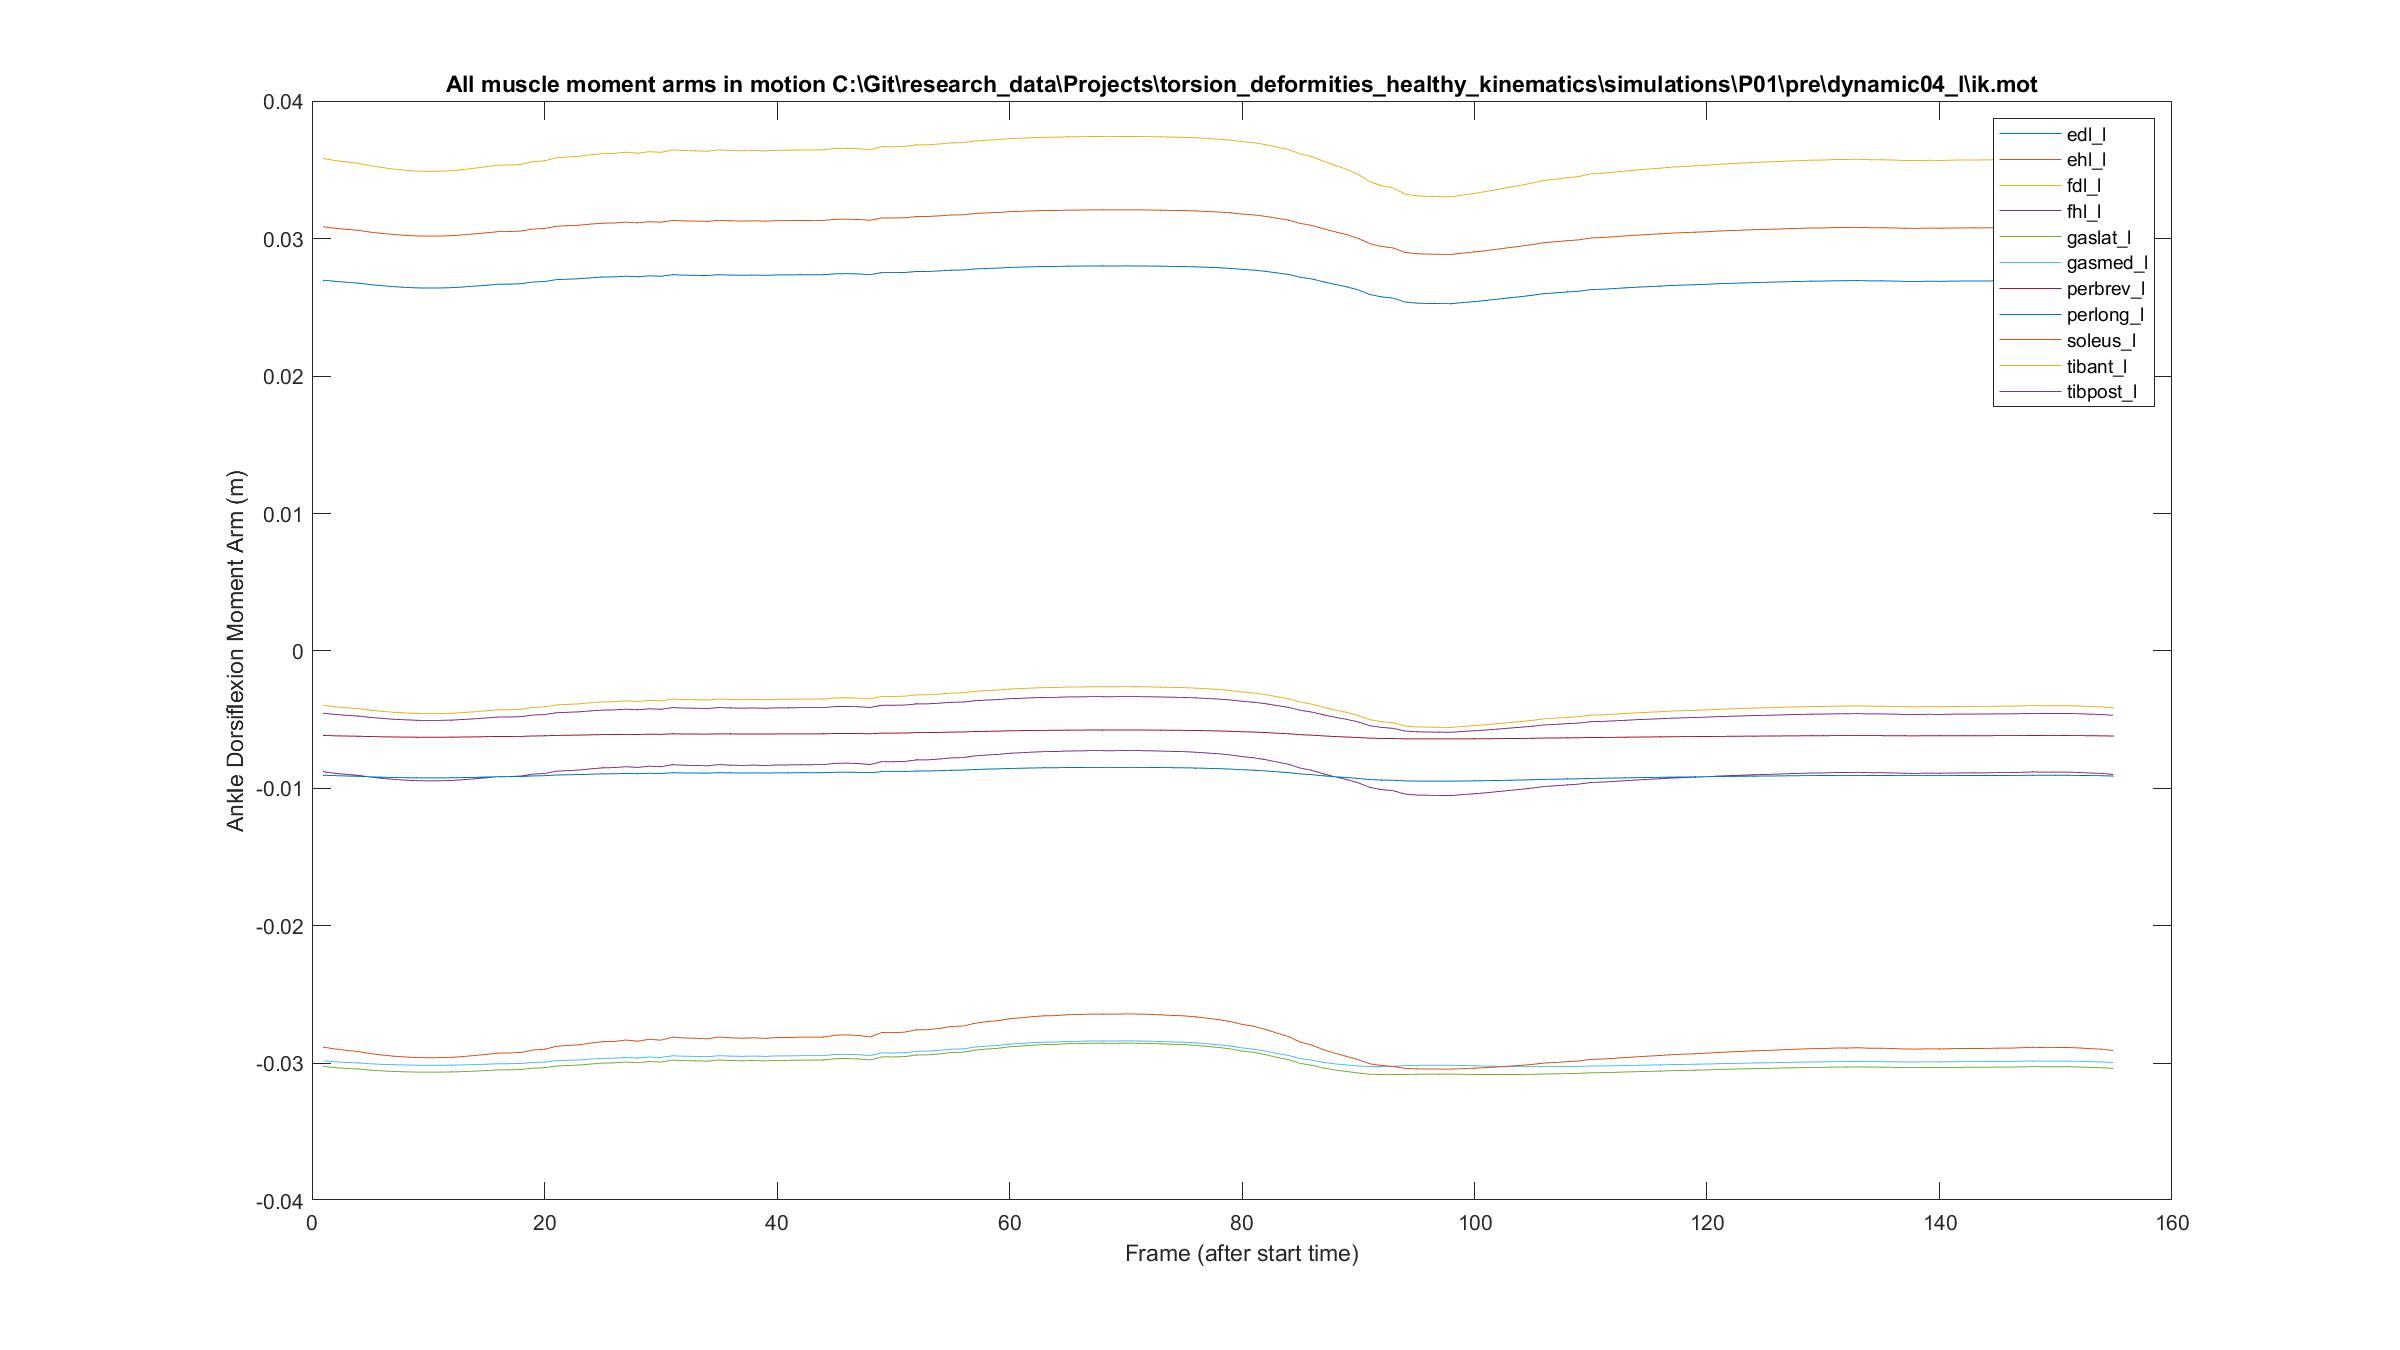 All muscle moment arms in motion C:\Git\research_data\Projects\torsion_deformities_healthy_kinematics\simulations\P01\pre\dynamic04_l\ik.mot
0.04
0.03
0.02
0.01
0
-0.01
-0.02
-0.03
-0.04
Ankle Dorsiflexion Moment Arm (m)
edl_l
ehl_l
fdl_l
fhl_l
gaslat_l
gasmed_l
perbrev_l
perlong_l
soleus_l
tibant_l
tibpost_l
0 20 40 60 80 100 120 140 160
Frame (after start time)